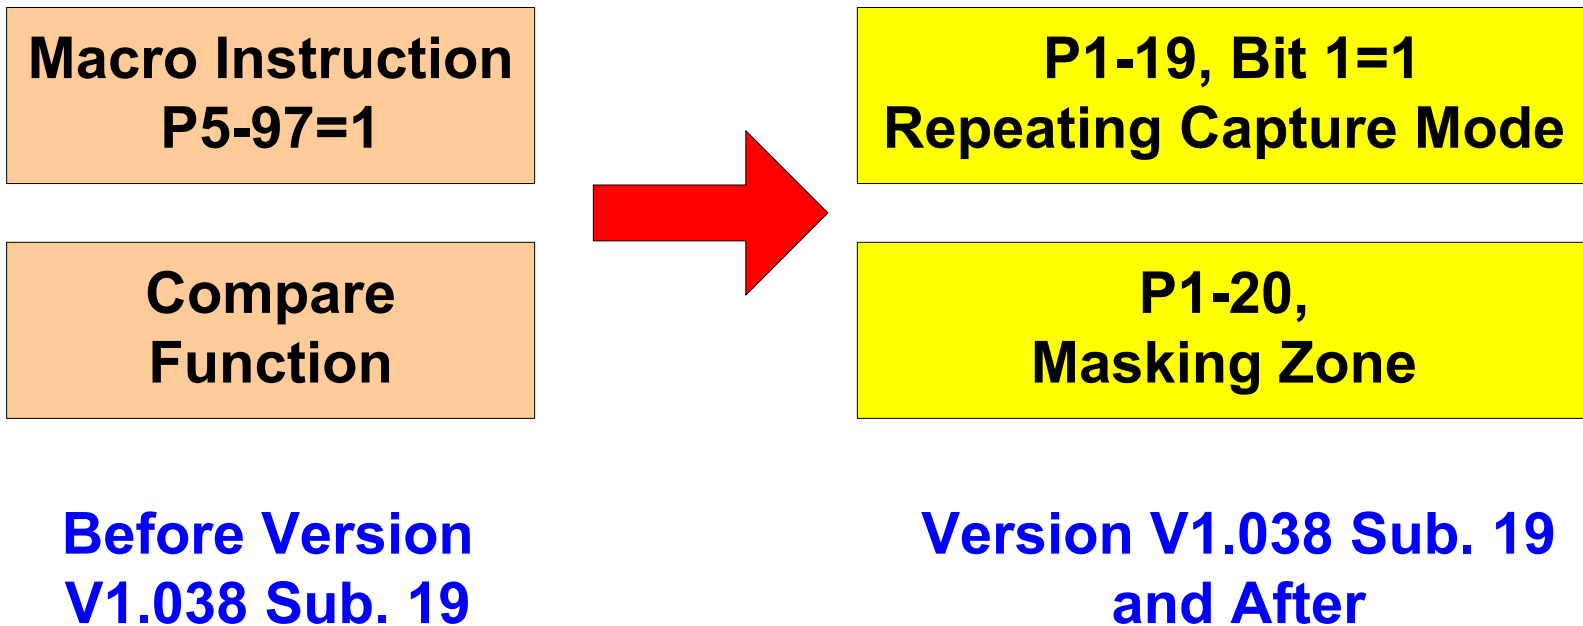 Macro Instruction
P5-97=1
Compare
Function
Before Version
V1.038 Sub. 19
P1-19, Bit 1=1
Repeating Capture Mode
P1-20,
Masking Zone
Version V1.038 Sub. 19
and After